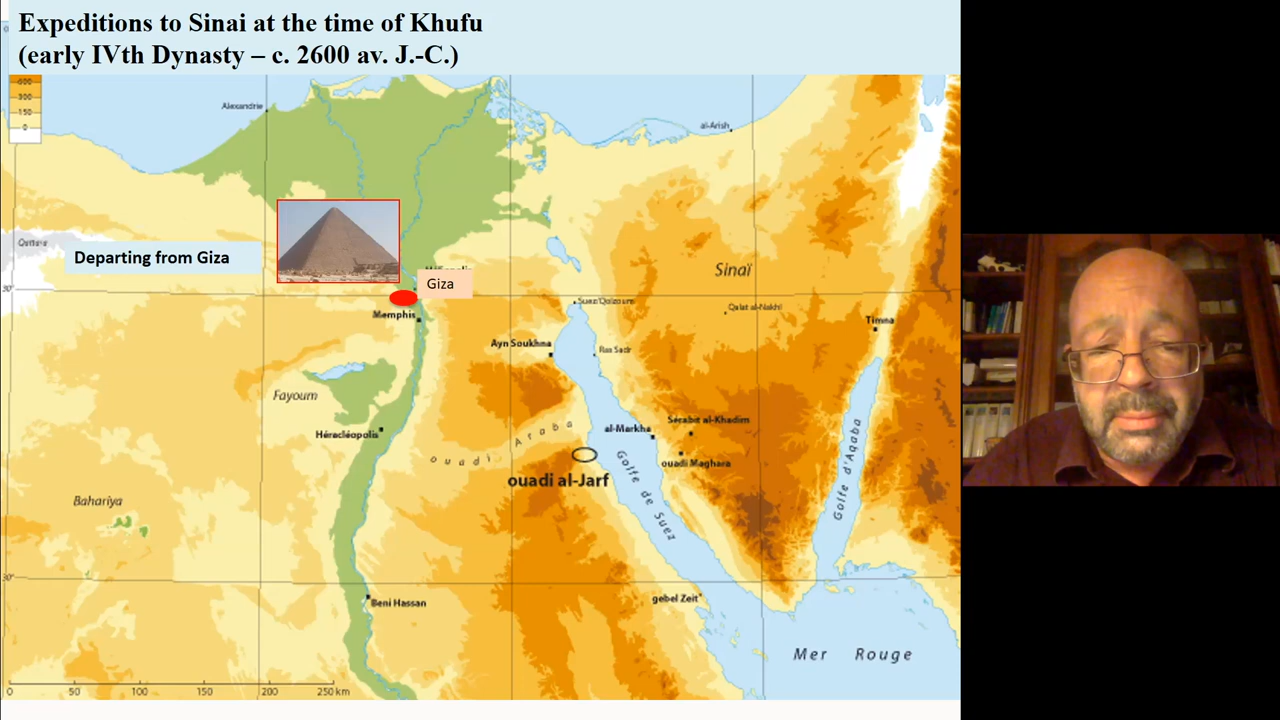 Expeditions to Sinai at the time of Khufu
(early IVth Dynasty – c. 2600 av. J.-C.)
600
300
150
0
Alexandrie
al-Arish
Departing from Giza
Giza
Sinaï
30°
Suez/Qolzoum
Qalat al-Nakhl
Memphis
Timna
Ayn Soukhna
Ras Sadr
Fayoum
Sérabit al-Khadim
al-Markha
Héracléopolis
ouadi Araba
ouadi Maghara
ouadi al-Jarf
Golfe de Suez
Golfe d'Aqaba
Bahariya
30°
Beni Hassan
gebel Zeit
Mer Rouge
0 50 100 150 200 250 km